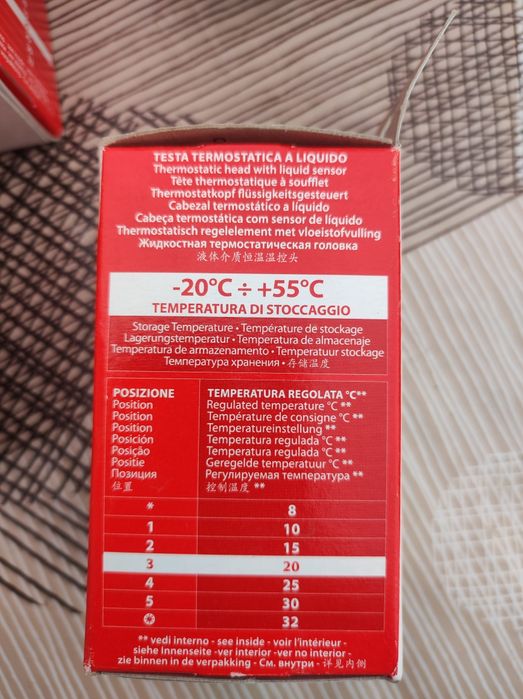 TESTA TERMOSTATICA A LIQUIDO
Thermostatic head with liquid sensor
Tête thermostatique à soufflet
Thermostatkopf flüssigkeitsgesteuert
Cabezal termostático a líquido
Cabeça termostática com sensor de líquido
Thermostatisch regelelement met vloeistofvulling
Жидкостная термостатическая головка
液体介质恒温温控头
-20°C ÷ +55°C
TEMPERATURA DI STOCCAGGIO
Storage Temperature • Température de stockage
Lagerungstemperatur • Temperatura de almacenaje
Temperatura de armazenamento • Temperatuur stockage
Температура хранения • 存储温度
POSIZIONE TEMPERATURA REGOLATA °C**
Position Regulated temperature °C **
Position Température de consigne °C **
Position Temperatureinstellung **
Posición Temperatura regulada °C **
Posição Temperatura regulada °C **
Positie Geregelde temperatuur °C **
Позиция Регулируемая температура **
位置 控制温度 **
* 8
1 10
2 15
3 20
4 25
5 30
32
** vedi interno - see inside - voir l'intérieur -
siehe Innenseite -ver interior -ver no interior -
zie binnen in de verpakking - См. внутри - 详见内侧